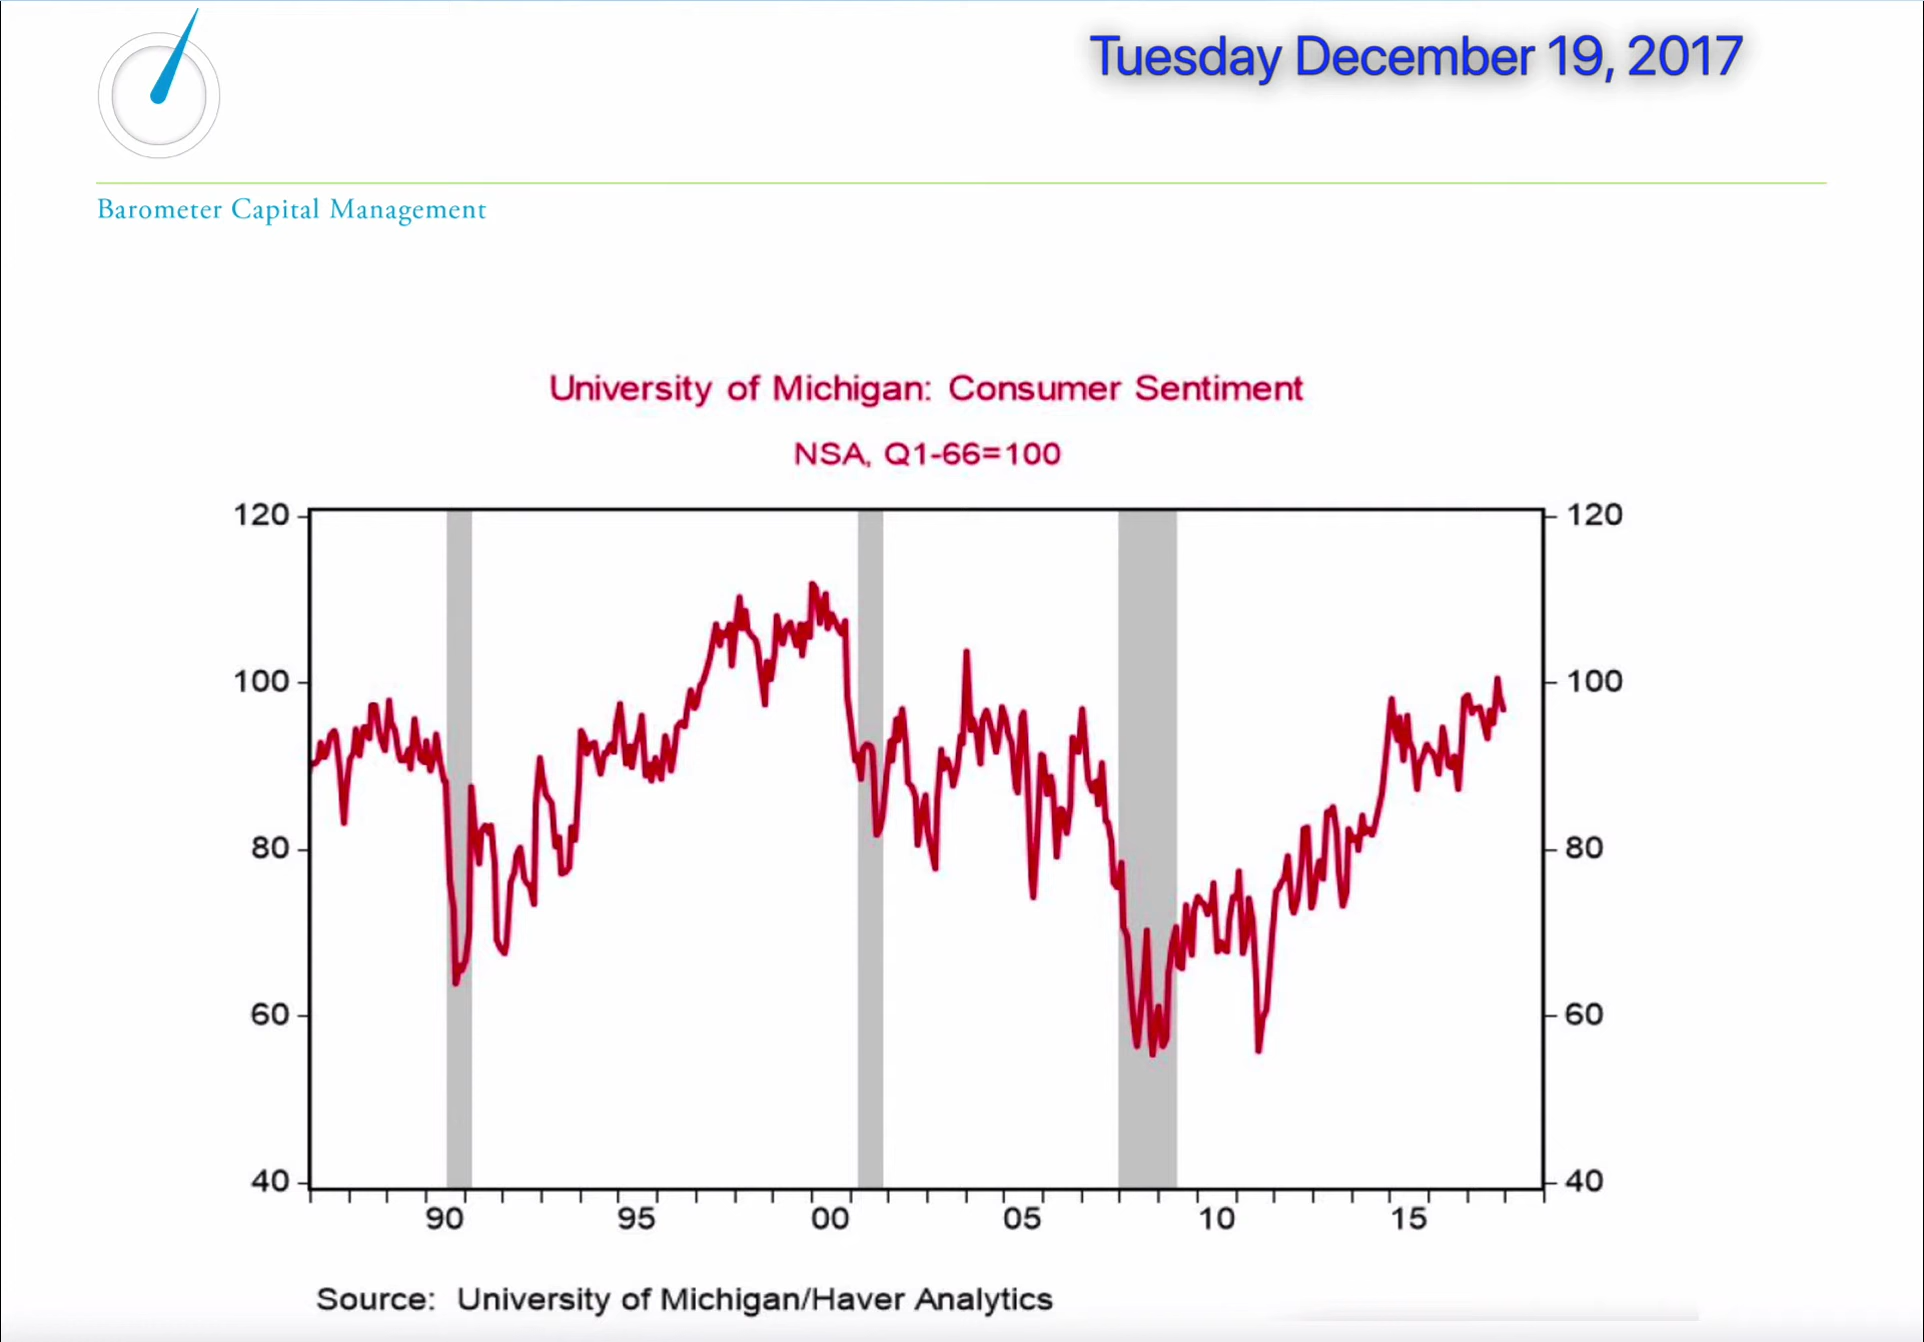 Tuesday December 19, 2017
Barometer Capital Management
University of Michigan: Consumer Sentiment
NSA, Q1-66=100
120 120
100 100
80 80
60 60
40 40
90 95 00 05 10 15
Source: University of Michigan/Haver Analytics